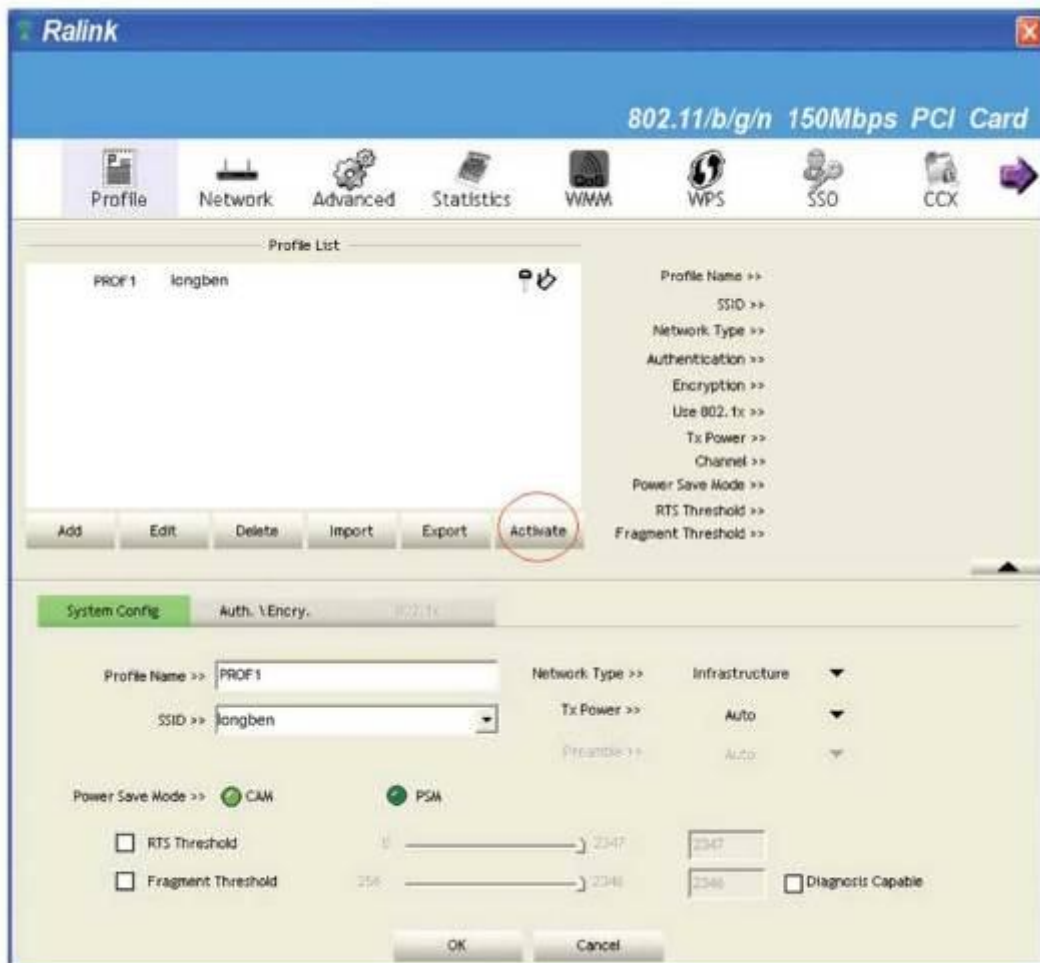 Ralink
802.11/b/g/n 150Mbps PCI Card
Profile Network Advanced Statistics WMM WPS SSO CCX
QoS
Profile List
PROF1 longben
Profile Name >>
SSID >>
Network Type >>
Authentication >>
Encryption >>
Use 802.1x >>
Tx Power >>
Channel >>
Power Save Mode >>
RTS Threshold >>
Fragment Threshold >>
Add Edit Delete Import Export Activate
System Config Auth. \ Encry. 802.1x
Profile Name >> PROF1 Network Type >> Infrastructure
SSID >> longben Tx Power >> Auto
Preamble >> Auto
Power Save Mode >> CAM PSM
RTS Threshold 0 2347 2347
Fragment Threshold 256 2346 2346 Diagnosis Capable
OK Cancel